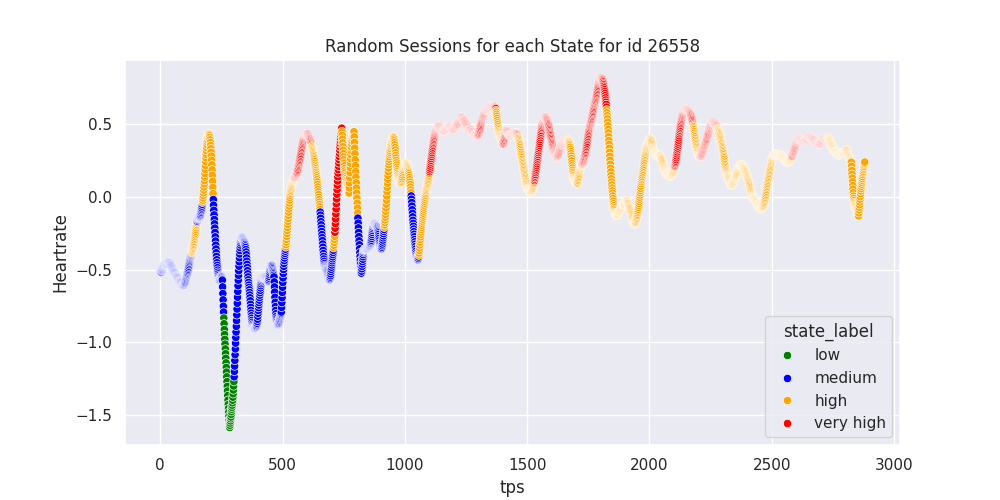 Random Sessions for each State for id 26558
Heartrate
0.5
0.0
−0.5
−1.0
−1.5
0 500 1000 1500 2000 2500 3000
tps
state_label
low
medium
high
very high